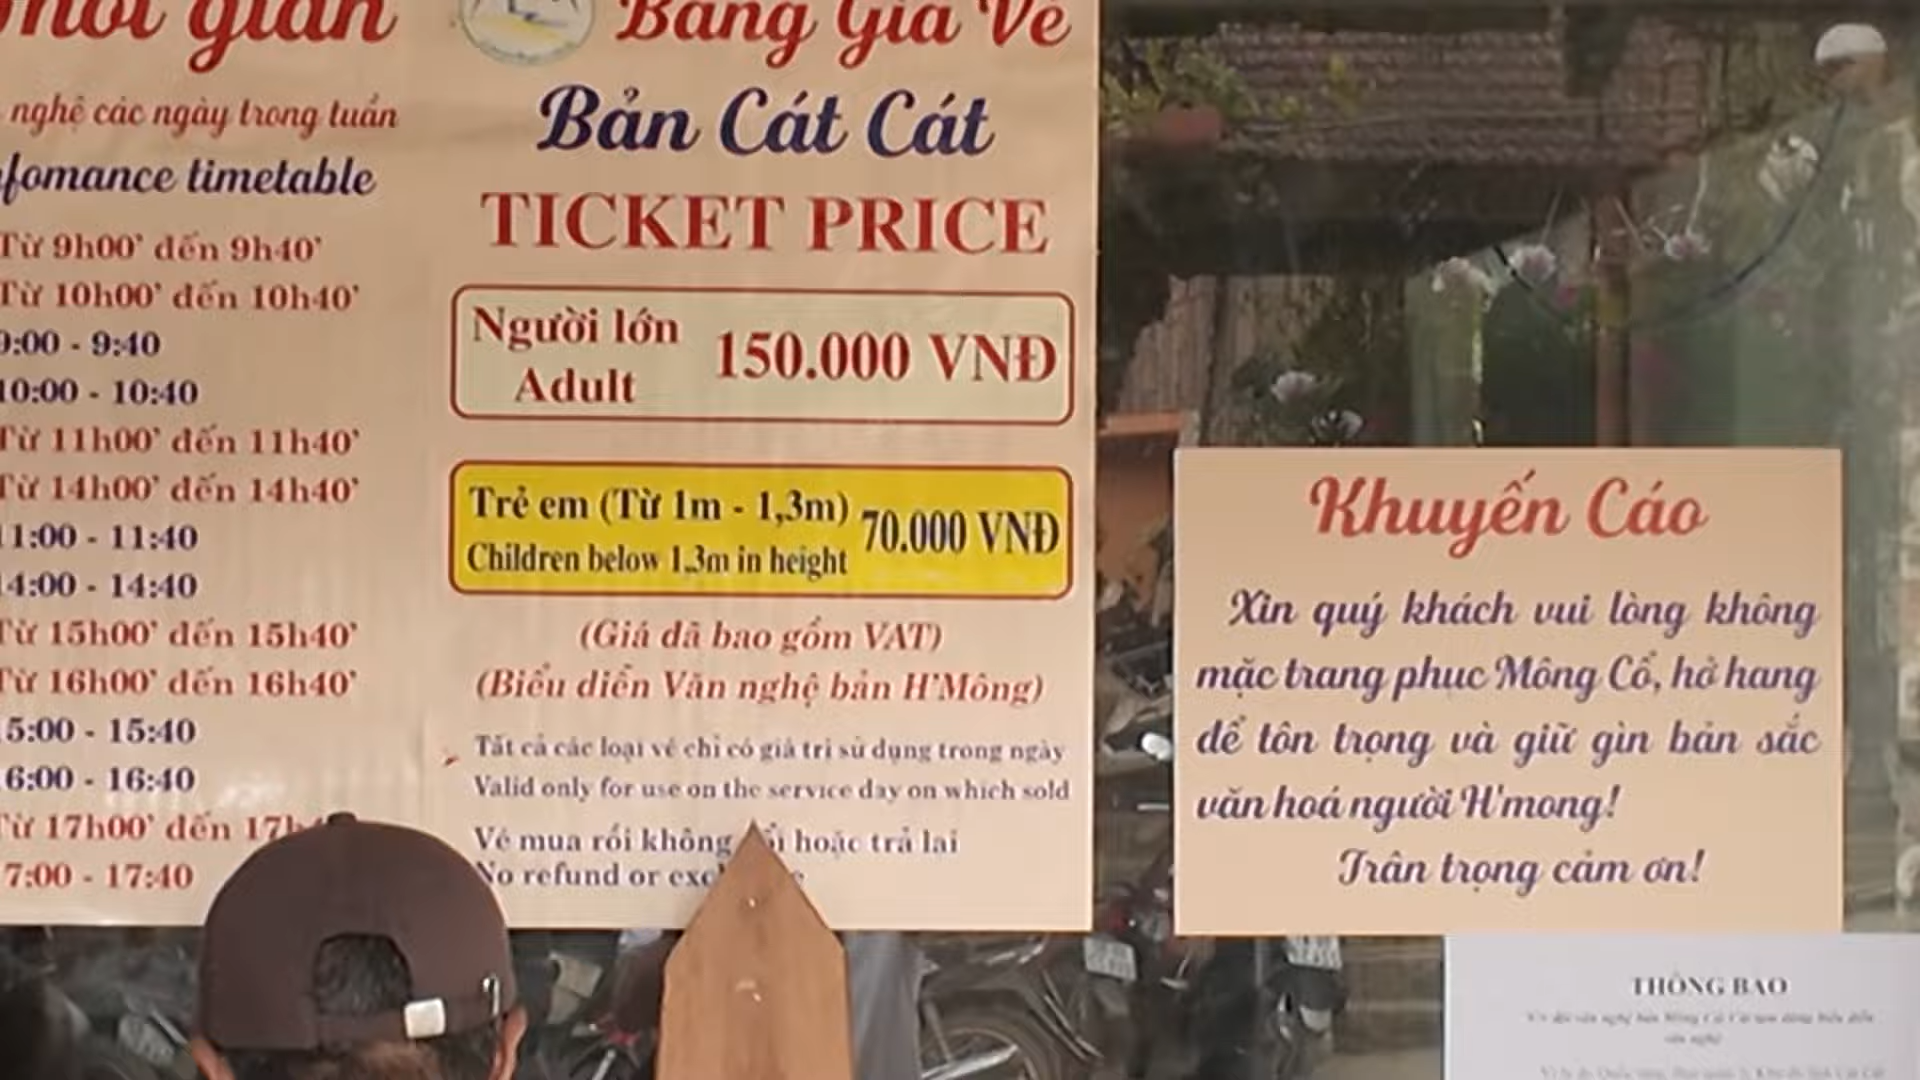 gian
nghệ các ngày trong tuần
fomance timetable
Từ 9h00' đến 9h40'
Từ 10h00' đến 10h40'
9:00 - 9:40
10:00 - 10:40
Từ 11h00' đến 11h40'
Từ 14h00' đến 14h40'
11:00 - 11:40
14:00 - 14:40
Từ 15h00' đến 15h40'
Từ 16h00' đến 16h40'
5:00 - 15:40
6:00 - 16:40
Từ 17h00' đến
7:00 - 17:40
Bảng Giá Vé
Bản Cát Cát
TICKET PRICE
Người lớn
Adult
150.000 VNĐ
Trẻ em (Từ 1m - 1,3m)
Children below 1,3m in height
70.000 VNĐ
(Giá đã bao gồm VAT)
(Biểu diễn Văn nghệ bản H'Mông)
Tất cả các loại vé chỉ có giá trị sử dụng trong ngày
Valid only for use on the service day on which sold
Vé mua rồi không hoặc trả lại
No refund or
Khuyến Cáo
Xin quý khách vui lòng không
mặc trang phục Mông Cổ, hở hang
để tôn trọng và giữ gìn bản sắc
văn hoá người H'mong!
Trân trọng cảm ơn!
THÔNG BÁO